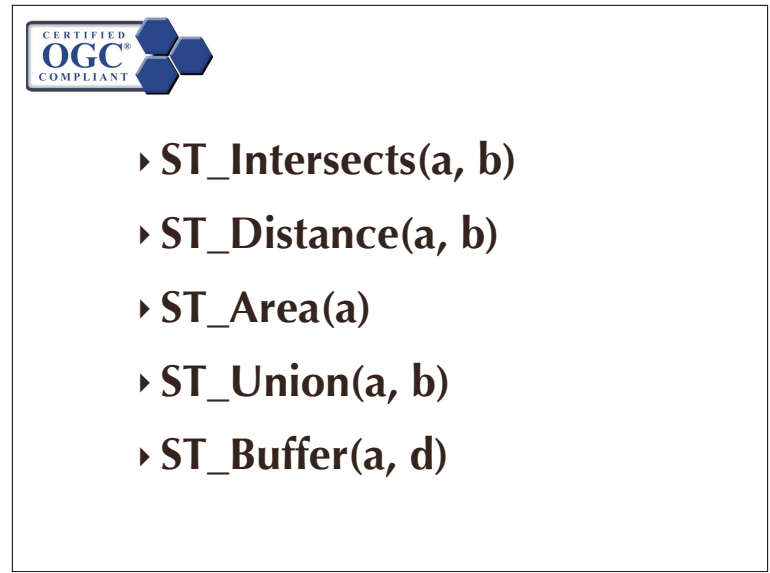 CERTIFIED
OGC®
COMPLIANT
‣ ST_Intersects(a, b)
‣ ST_Distance(a, b)
‣ ST_Area(a)
‣ ST_Union(a, b)
‣ ST_Buffer(a, d)